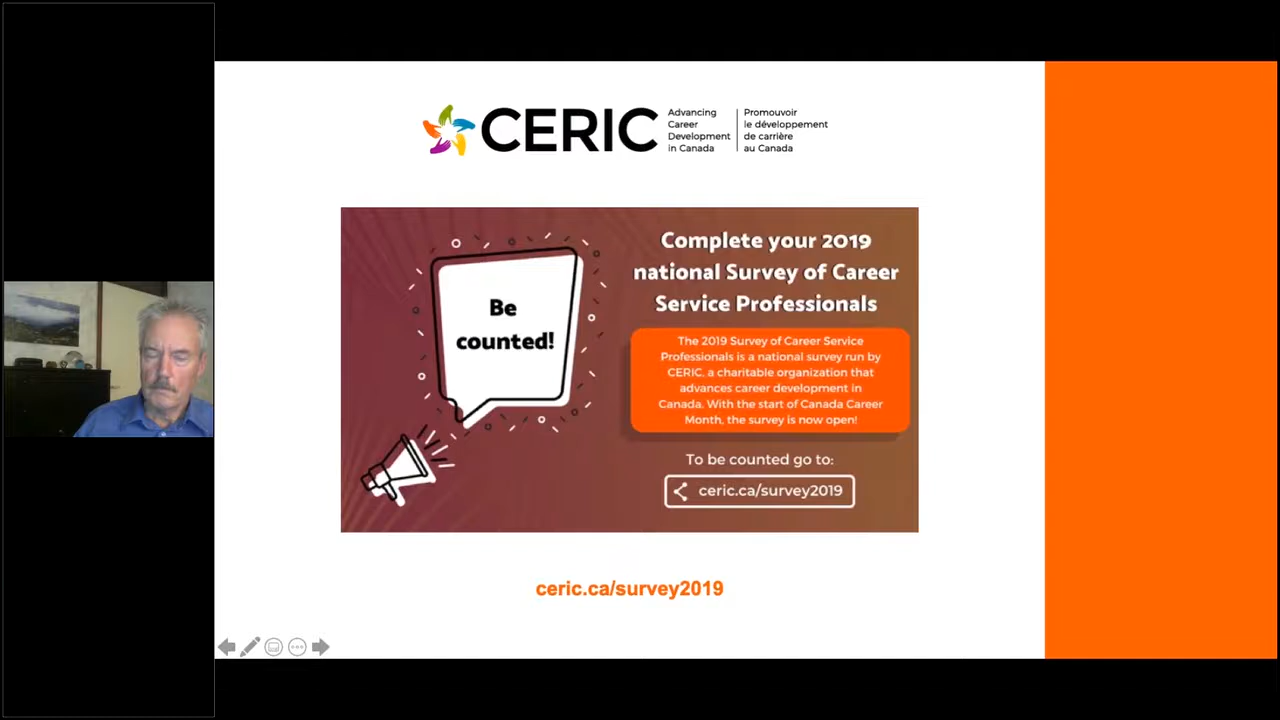 CERIC
Advancing
Career
Development
in Canada
Promouvoir
le développement
de carrière
au Canada
Be
counted!
Complete your 2019
national Survey of Career
Service Professionals
The 2019 Survey of Career Service
Professionals is a national survey run by
CERIC, a charitable organization that
advances career development in
Canada. With the start of Canada Career
Month, the survey is now open!
To be counted go to:
ceric.ca/survey2019
ceric.ca/survey2019